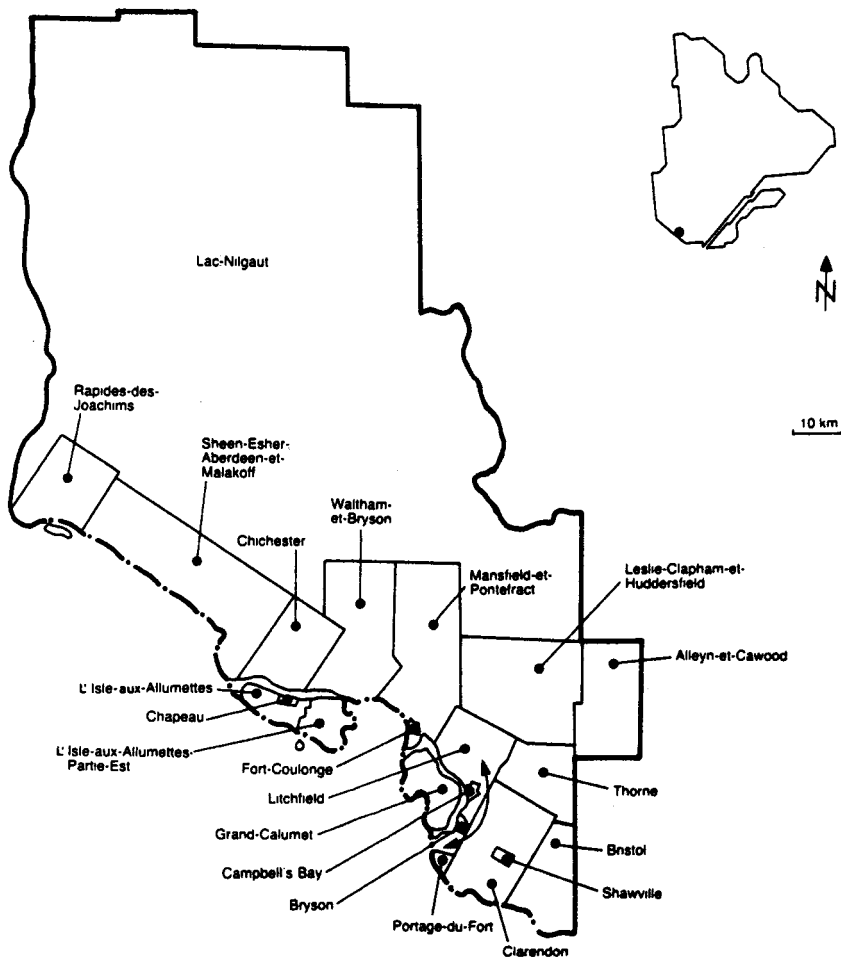 Lac-Nilgaut
N
10 km
Rapides-des-
Joachims
Sheen-Esher-
Aberdeen-et-
Malakoff
Waltham-
et-Bryson
Chichester
Mansfield-et-
Pontefract
Leslie-Clapham-et-
Huddersfield
Alleyn-et-Cawood
L'Isle-aux-Allumettes
Chapeau
L'Isle-aux-Allumettes-
Partie-Est
Fort-Coulonge
Litchfield
Thorne
Grand-Calumet
Bristol
Campbell's Bay
Shawville
Bryson
Portage-du-Fort
Clarendon